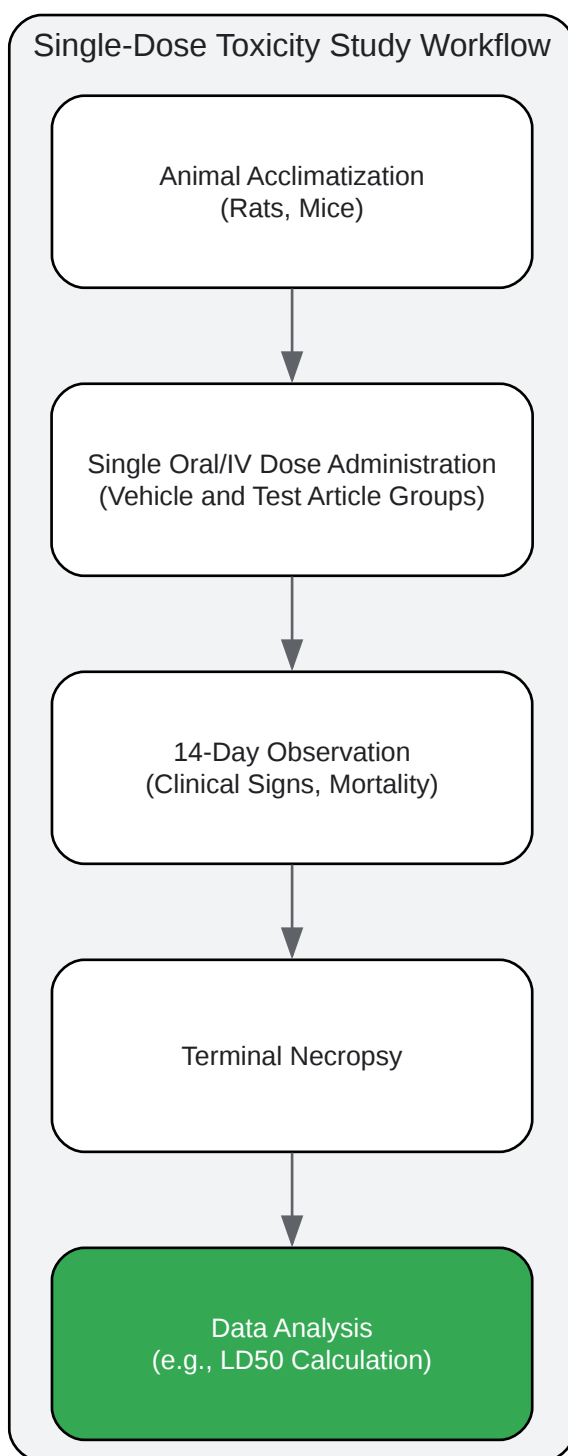 Single-Dose Toxicity Study Workflow
Animal Acclimatization
(Rats, Mice)
Single Oral/IV Dose Administration
(Vehicle and Test Article Groups)
14-Day Observation
(Clinical Signs, Mortality)
Terminal Necropsy
Data Analysis
(e.g., LD50 Calculation)